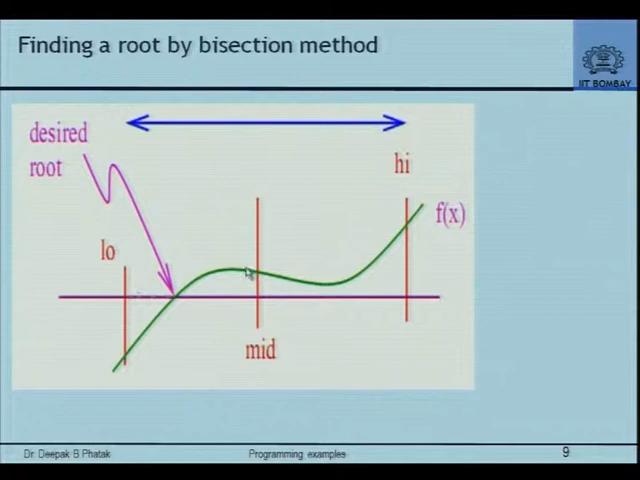 Finding a root by bisection method
IIT BOMBAY
desired
root
hi
f(x)
lo
mid
Dr. Deepak B Phatak
Programming examples
9